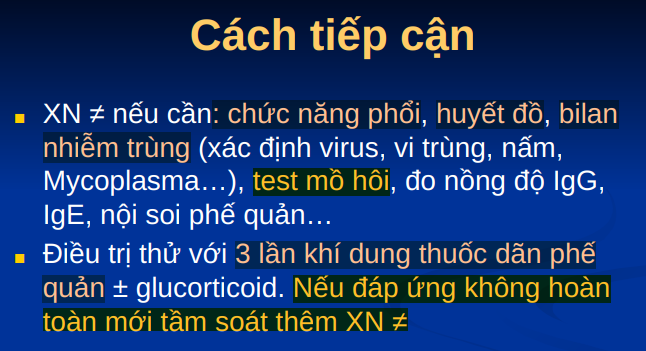 Cách tiếp cận
XN ≠ nếu cần: chức năng phổi, huyết đồ, bilan
nhiễm trùng (xác định virus, vi trùng, nấm,
Mycoplasma…), test mồ hôi, đo nồng độ IgG,
IgE, nội soi phế quản…
Điều trị thử với 3 lần khí dung thuốc dãn phế
quản ± glucorticoid. Nếu đáp ứng không hoàn
toàn mới tầm soát thêm XN ≠